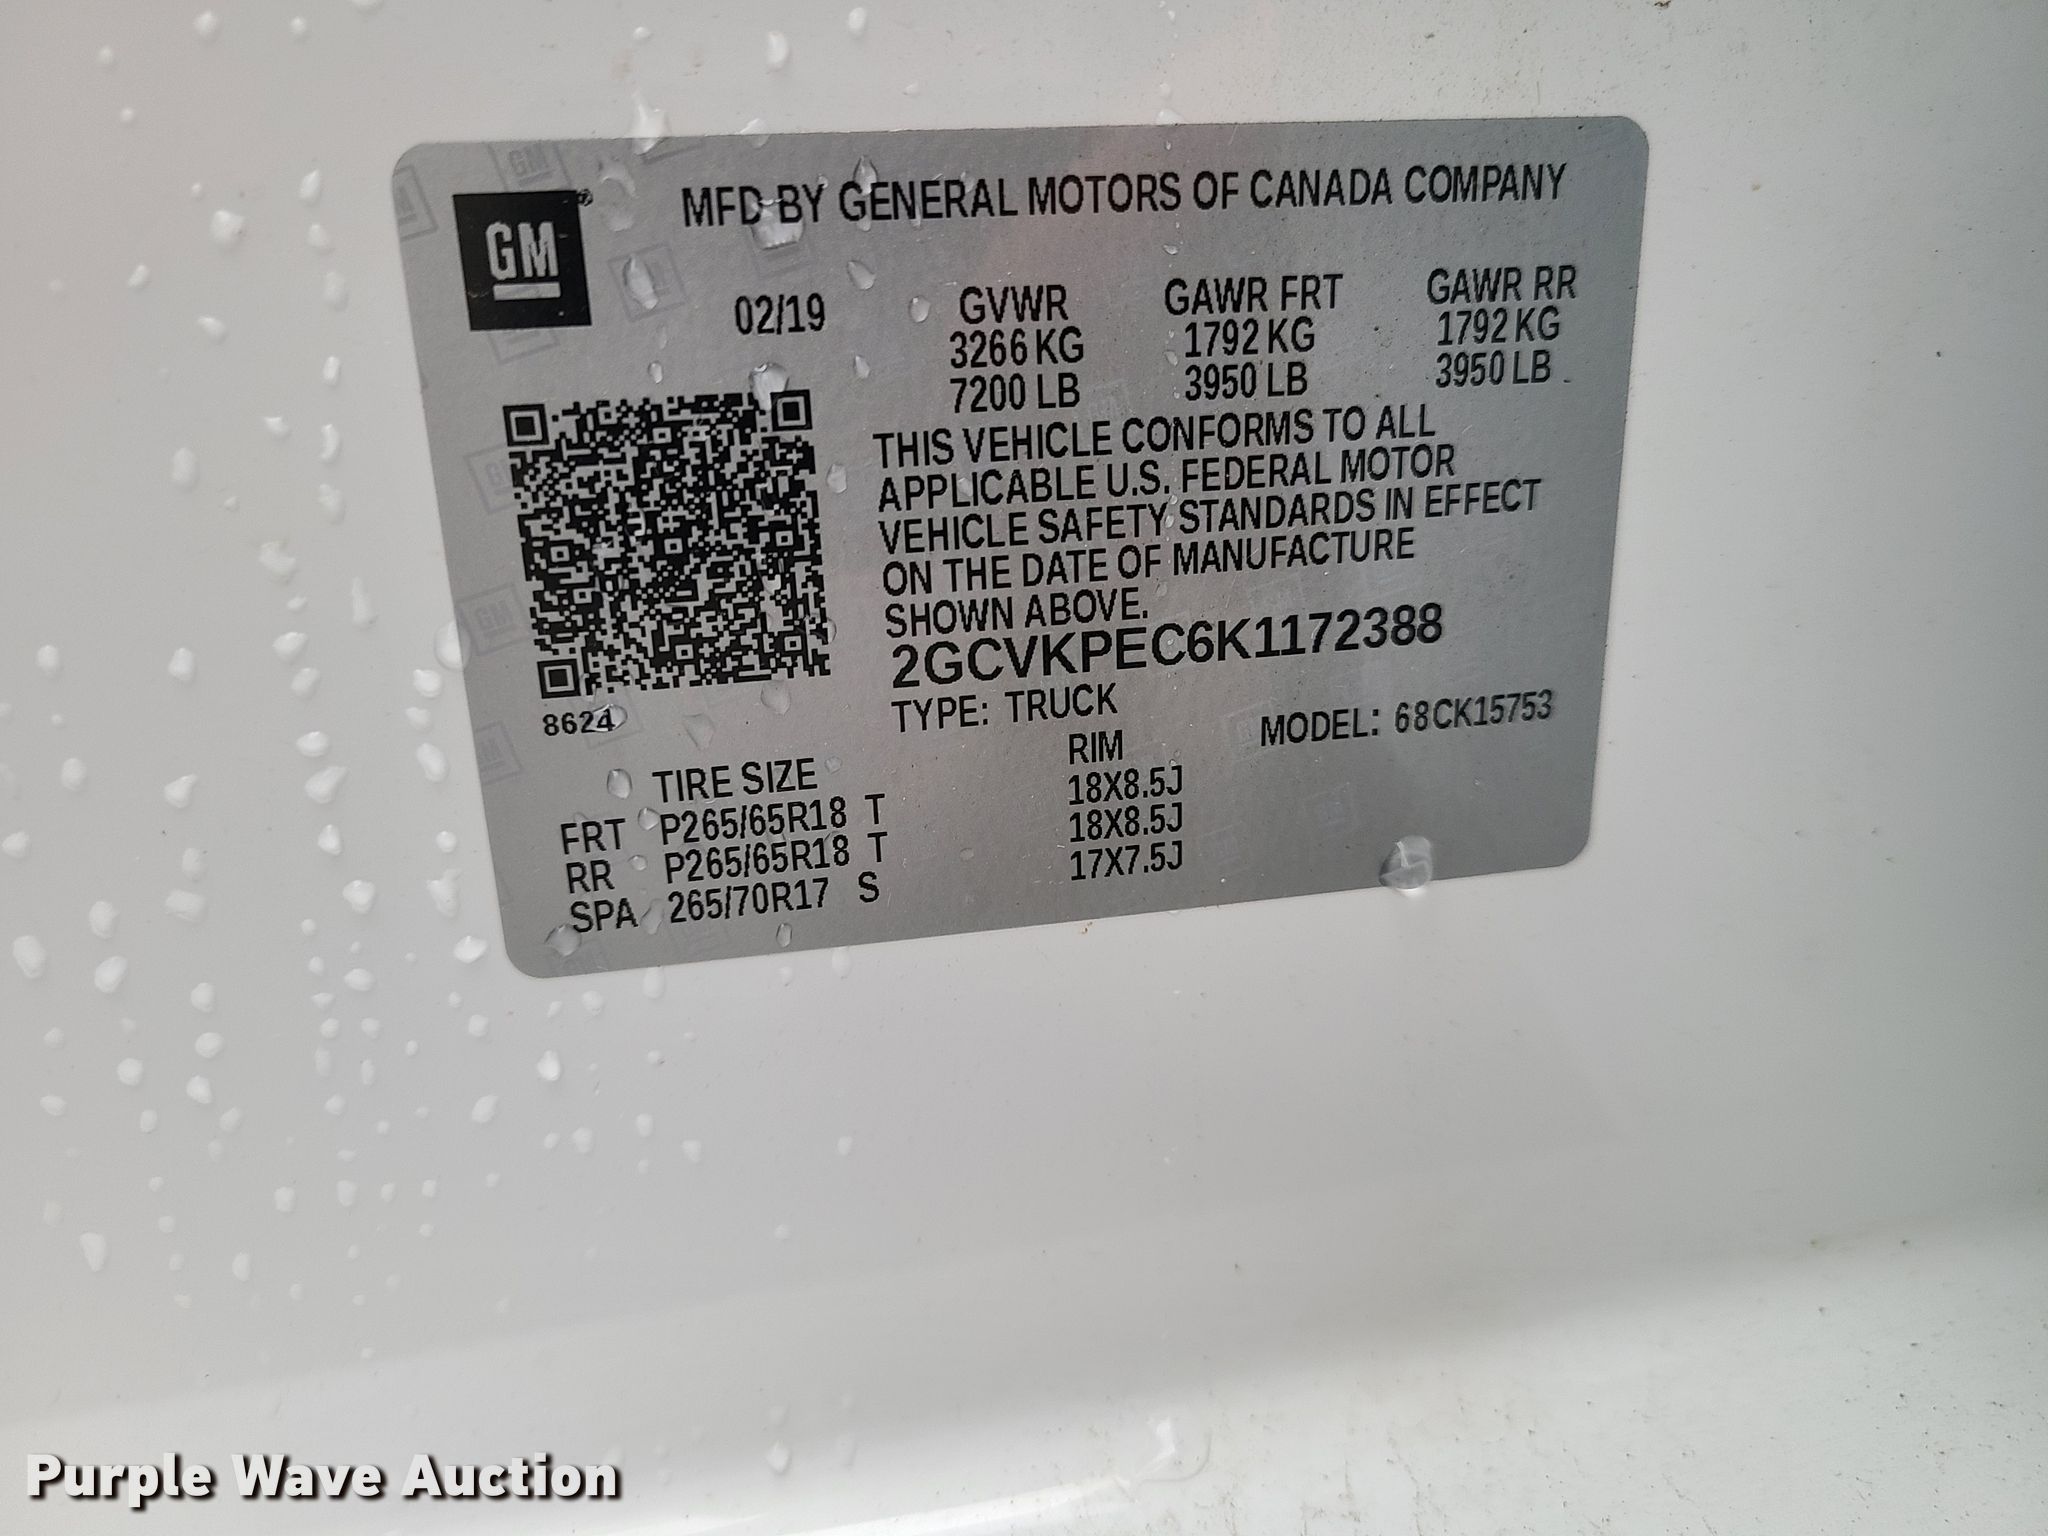 GM®
MFD BY GENERAL MOTORS OF CANADA COMPANY
02/19
GVWR GAWR FRT GAWR RR
3266 KG 1792 KG 1792 KG
7200 LB 3950 LB 3950 LB
THIS VEHICLE CONFORMS TO ALL
APPLICABLE U.S. FEDERAL MOTOR
VEHICLE SAFETY STANDARDS IN EFFECT
ON THE DATE OF MANUFACTURE
SHOWN ABOVE.
2GCVKPEC6K1172388
8624
TYPE: TRUCK MODEL: 68CK15753
TIRE SIZE RIM
FRT P265/65R18 T 18X8.5J
RR P265/65R18 T 18X8.5J
SPA 265/70R17 S 17X7.5J
Purple Wave Auction